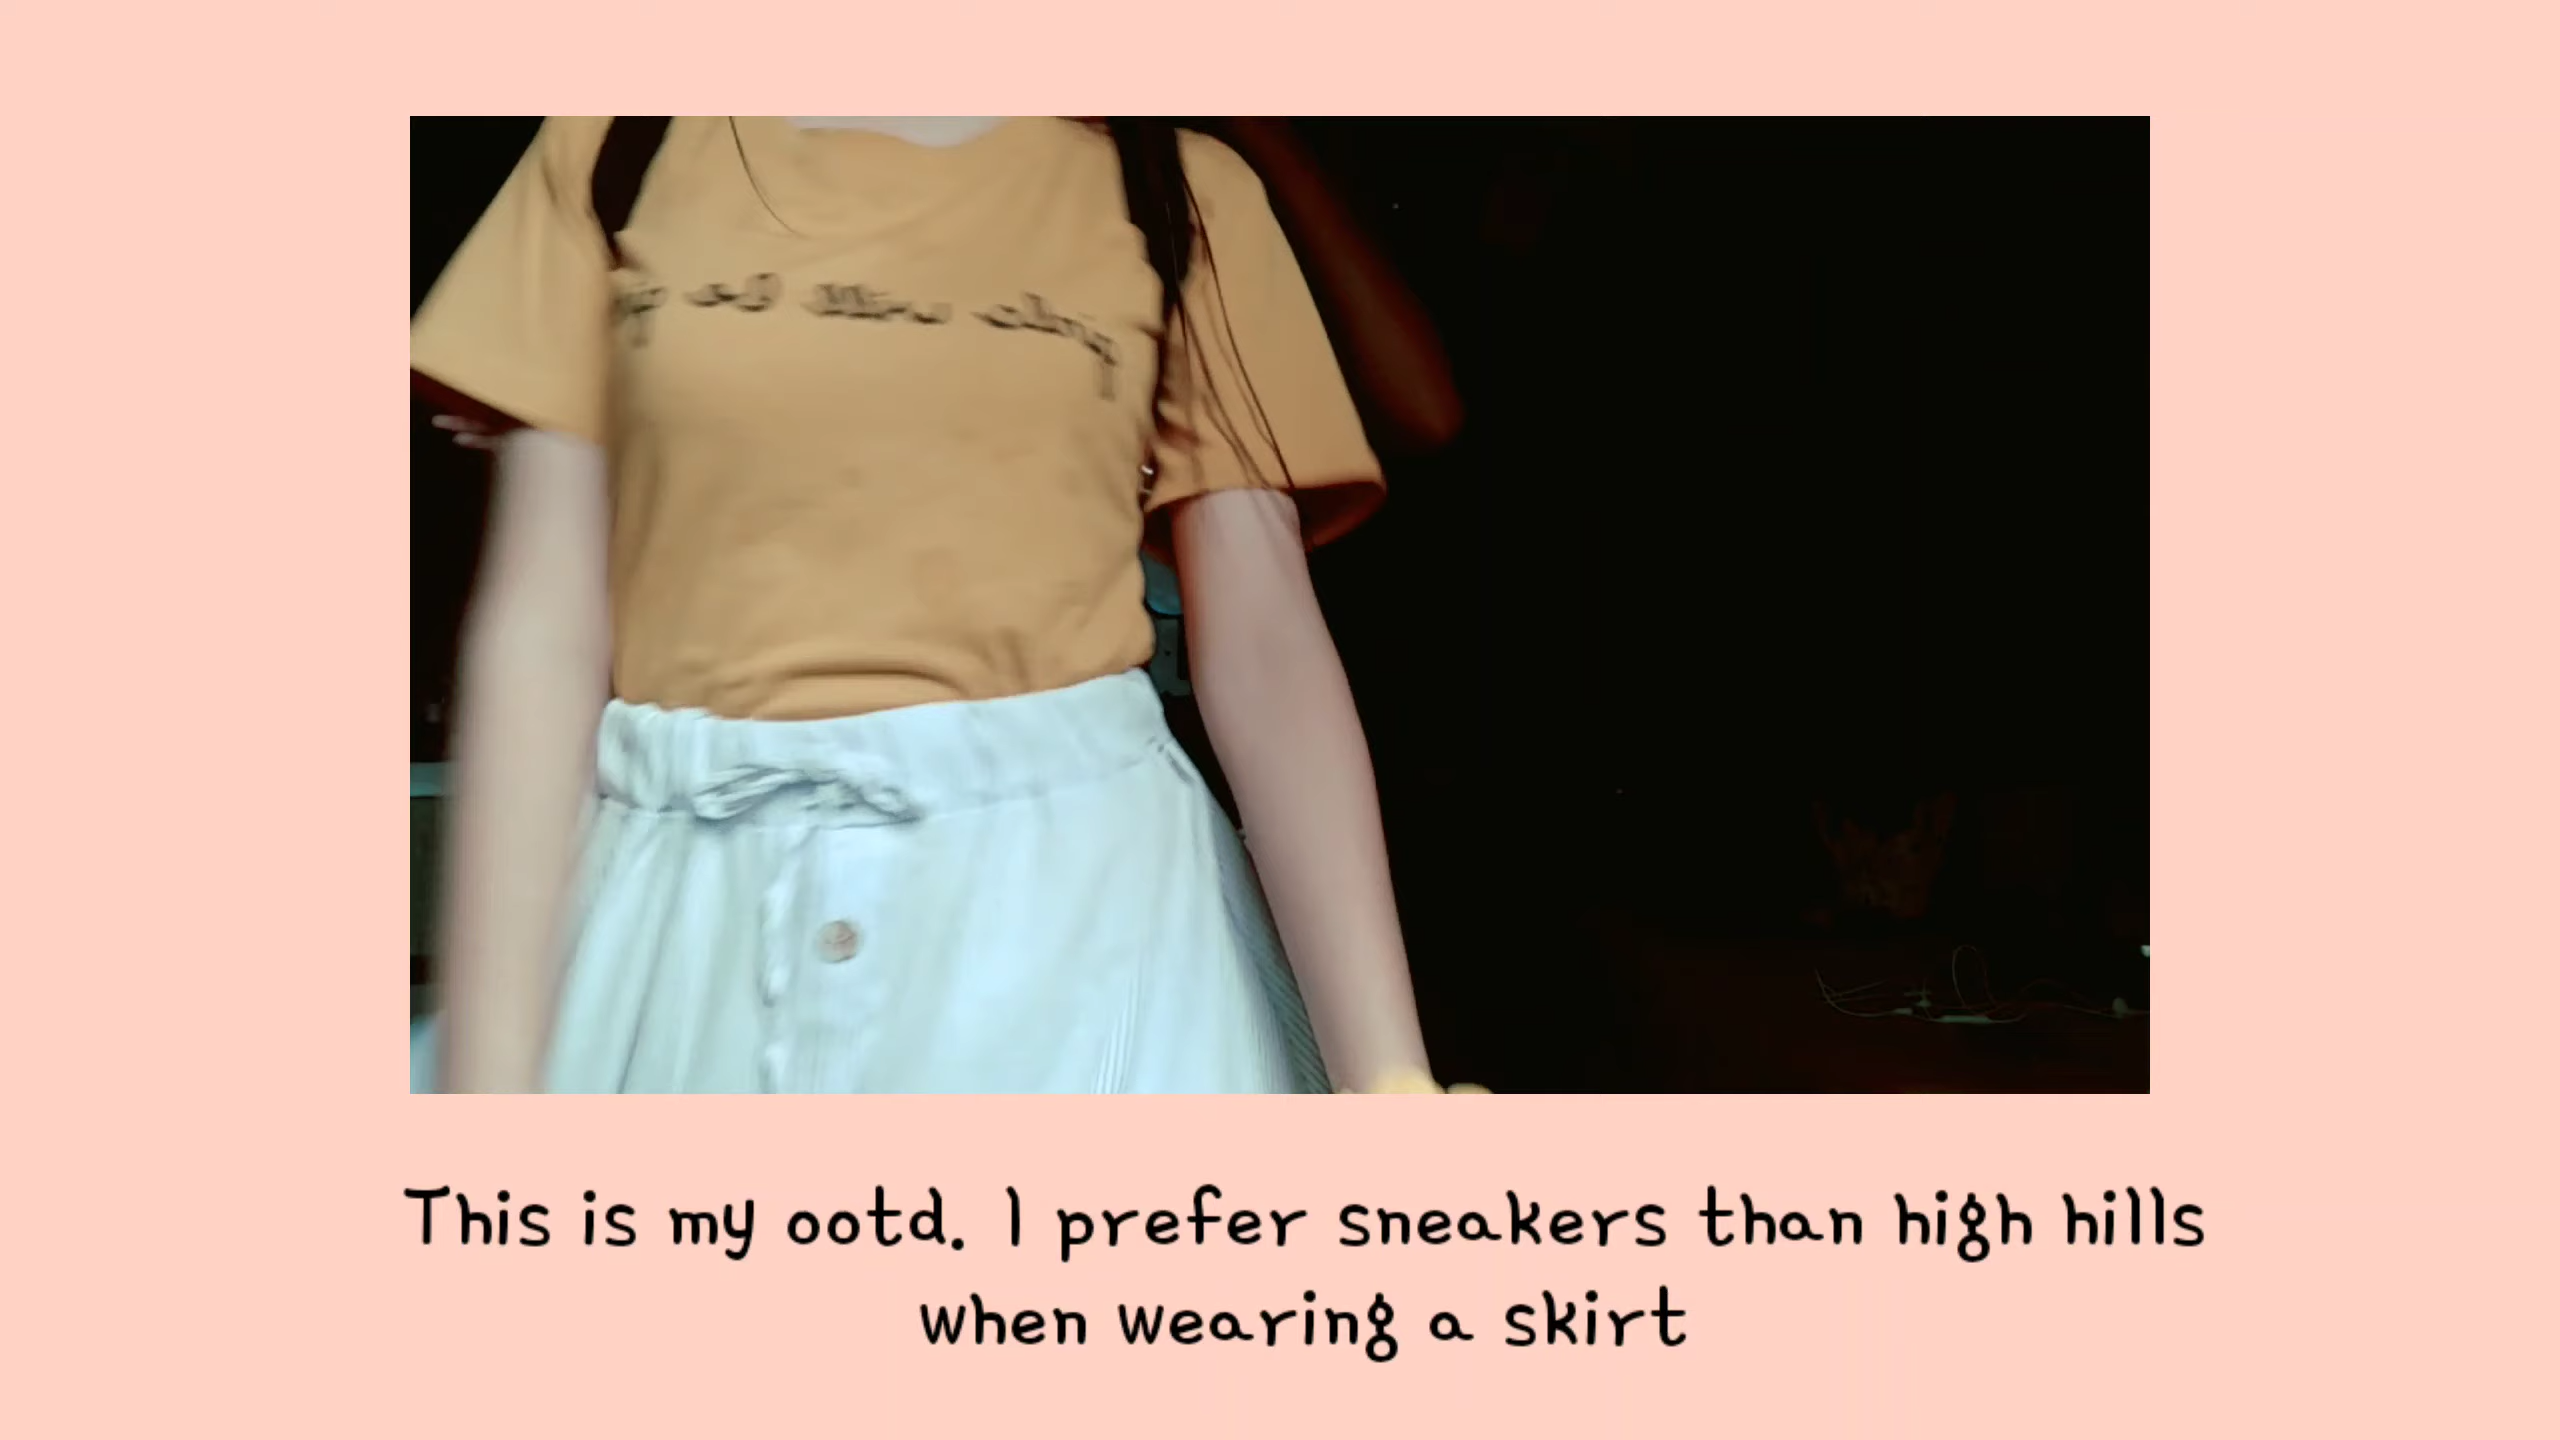 This is my ootd. I prefer sneakers than high hills
when wearing a skirt